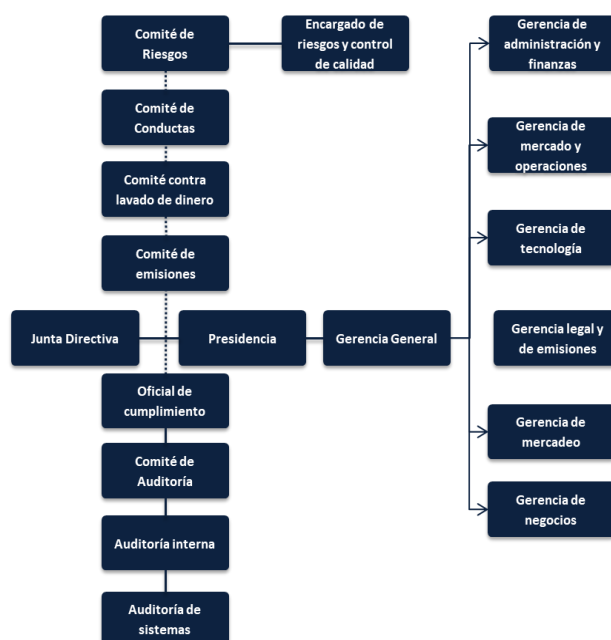 Comité de
Riesgos
Encargado de
riesgos y control
de calidad
Gerencia de
administración y
finanzas
Comité de
Conductas
Gerencia de
mercado y
operaciones
Comité contra
lavado de dinero
Comité de
emisiones
Gerencia de
tecnología
Junta Directiva
Presidencia
Gerencia General
Gerencia legal y
de emisiones
Oficial de
cumplimiento
Gerencia de
mercadeo
Comité de
Auditoría
Gerencia de
negocios
Auditoría interna
Auditoría de
sistemas